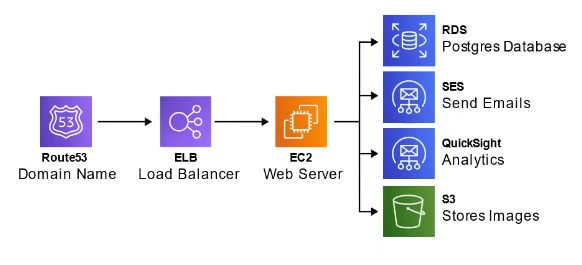 RDS
Postgres Database
SES
Send Emails
53
Route53
Domain Name
ELB
Load Balancer
EC2
Web Server
QuickSight
Analytics
S3
Stores Images